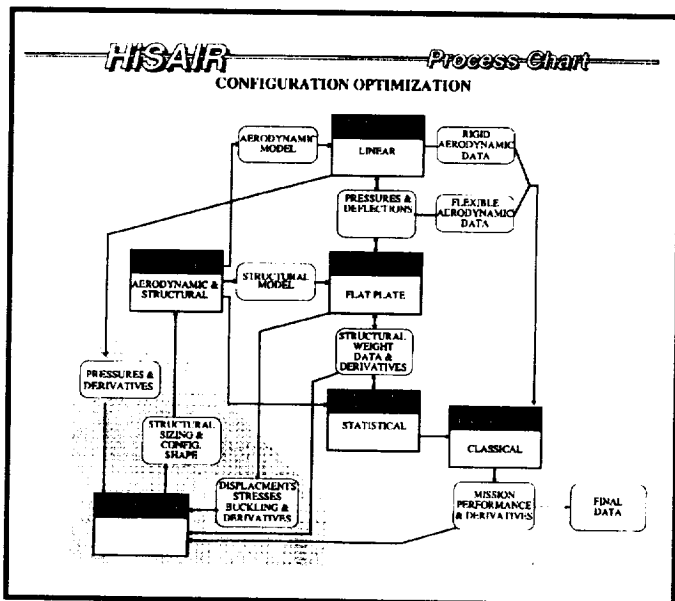 HiSAIR
Process Chart
CONFIGURATION OPTIMIZATION
AERODYNAMIC
MODEL
LINEAR
RIGID
AERODYNAMIC
DATA
PRESSURES &
DEFLECTIONS
FLEXIBLE
AERODYNAMIC
DATA
AERODYNAMIC &
STRUCTURAL
STRUCTURAL
MODEL
FLAT PLATE
STRUCTURAL
WEIGHT
DATA &
DERIVATIVES
PRESSURES &
DERIVATIVES
STRUCTURAL
SIZING &
CONFIG.
SHAPE
STATISTICAL
CLASSICAL
DISPLACMENTS
STRESSES
BUCKLING &
DERIVATIVES
MISSION
PERFORMANCE
& DERIVATIVES
FINAL
DATA